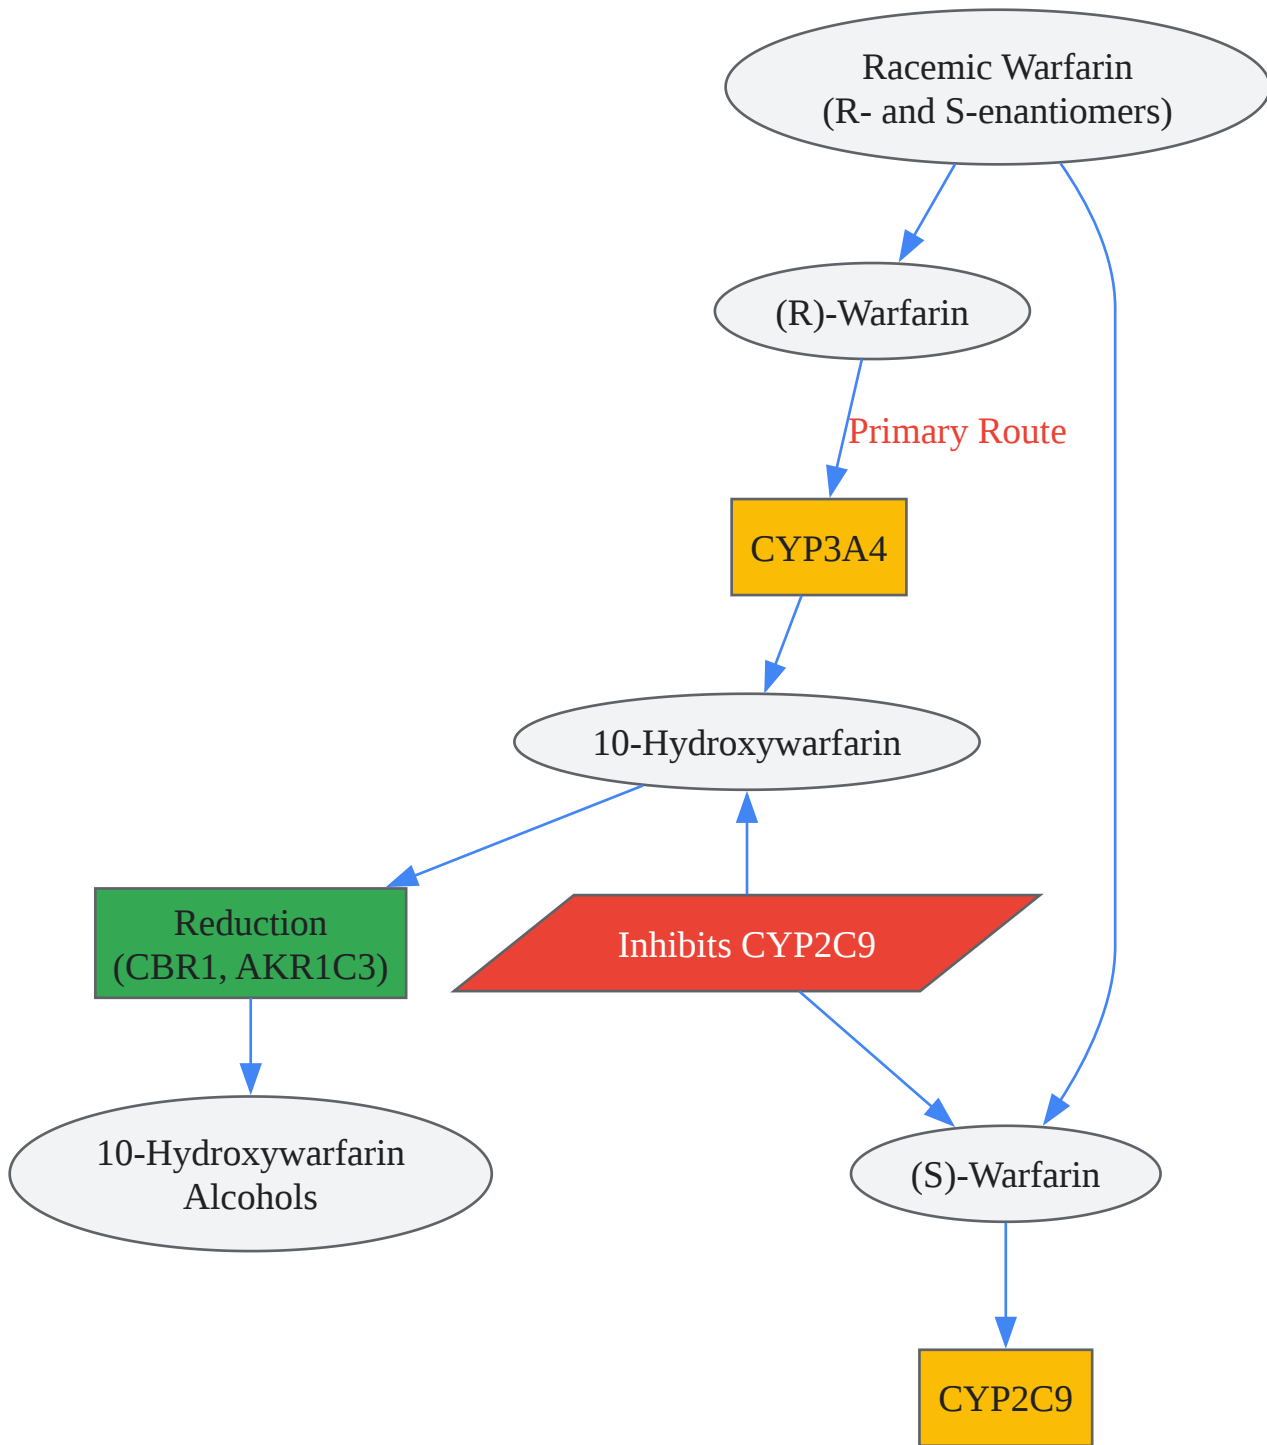 Racemic Warfarin
(R- and S-enantiomers)
(R)-Warfarin
Primary Route
CYP3A4
10-Hydroxywarfarin
Reduction
(CBR1, AKR1C3)
Inhibits CYP2C9
10-Hydroxywarfarin
Alcohols
(S)-Warfarin
CYP2C9